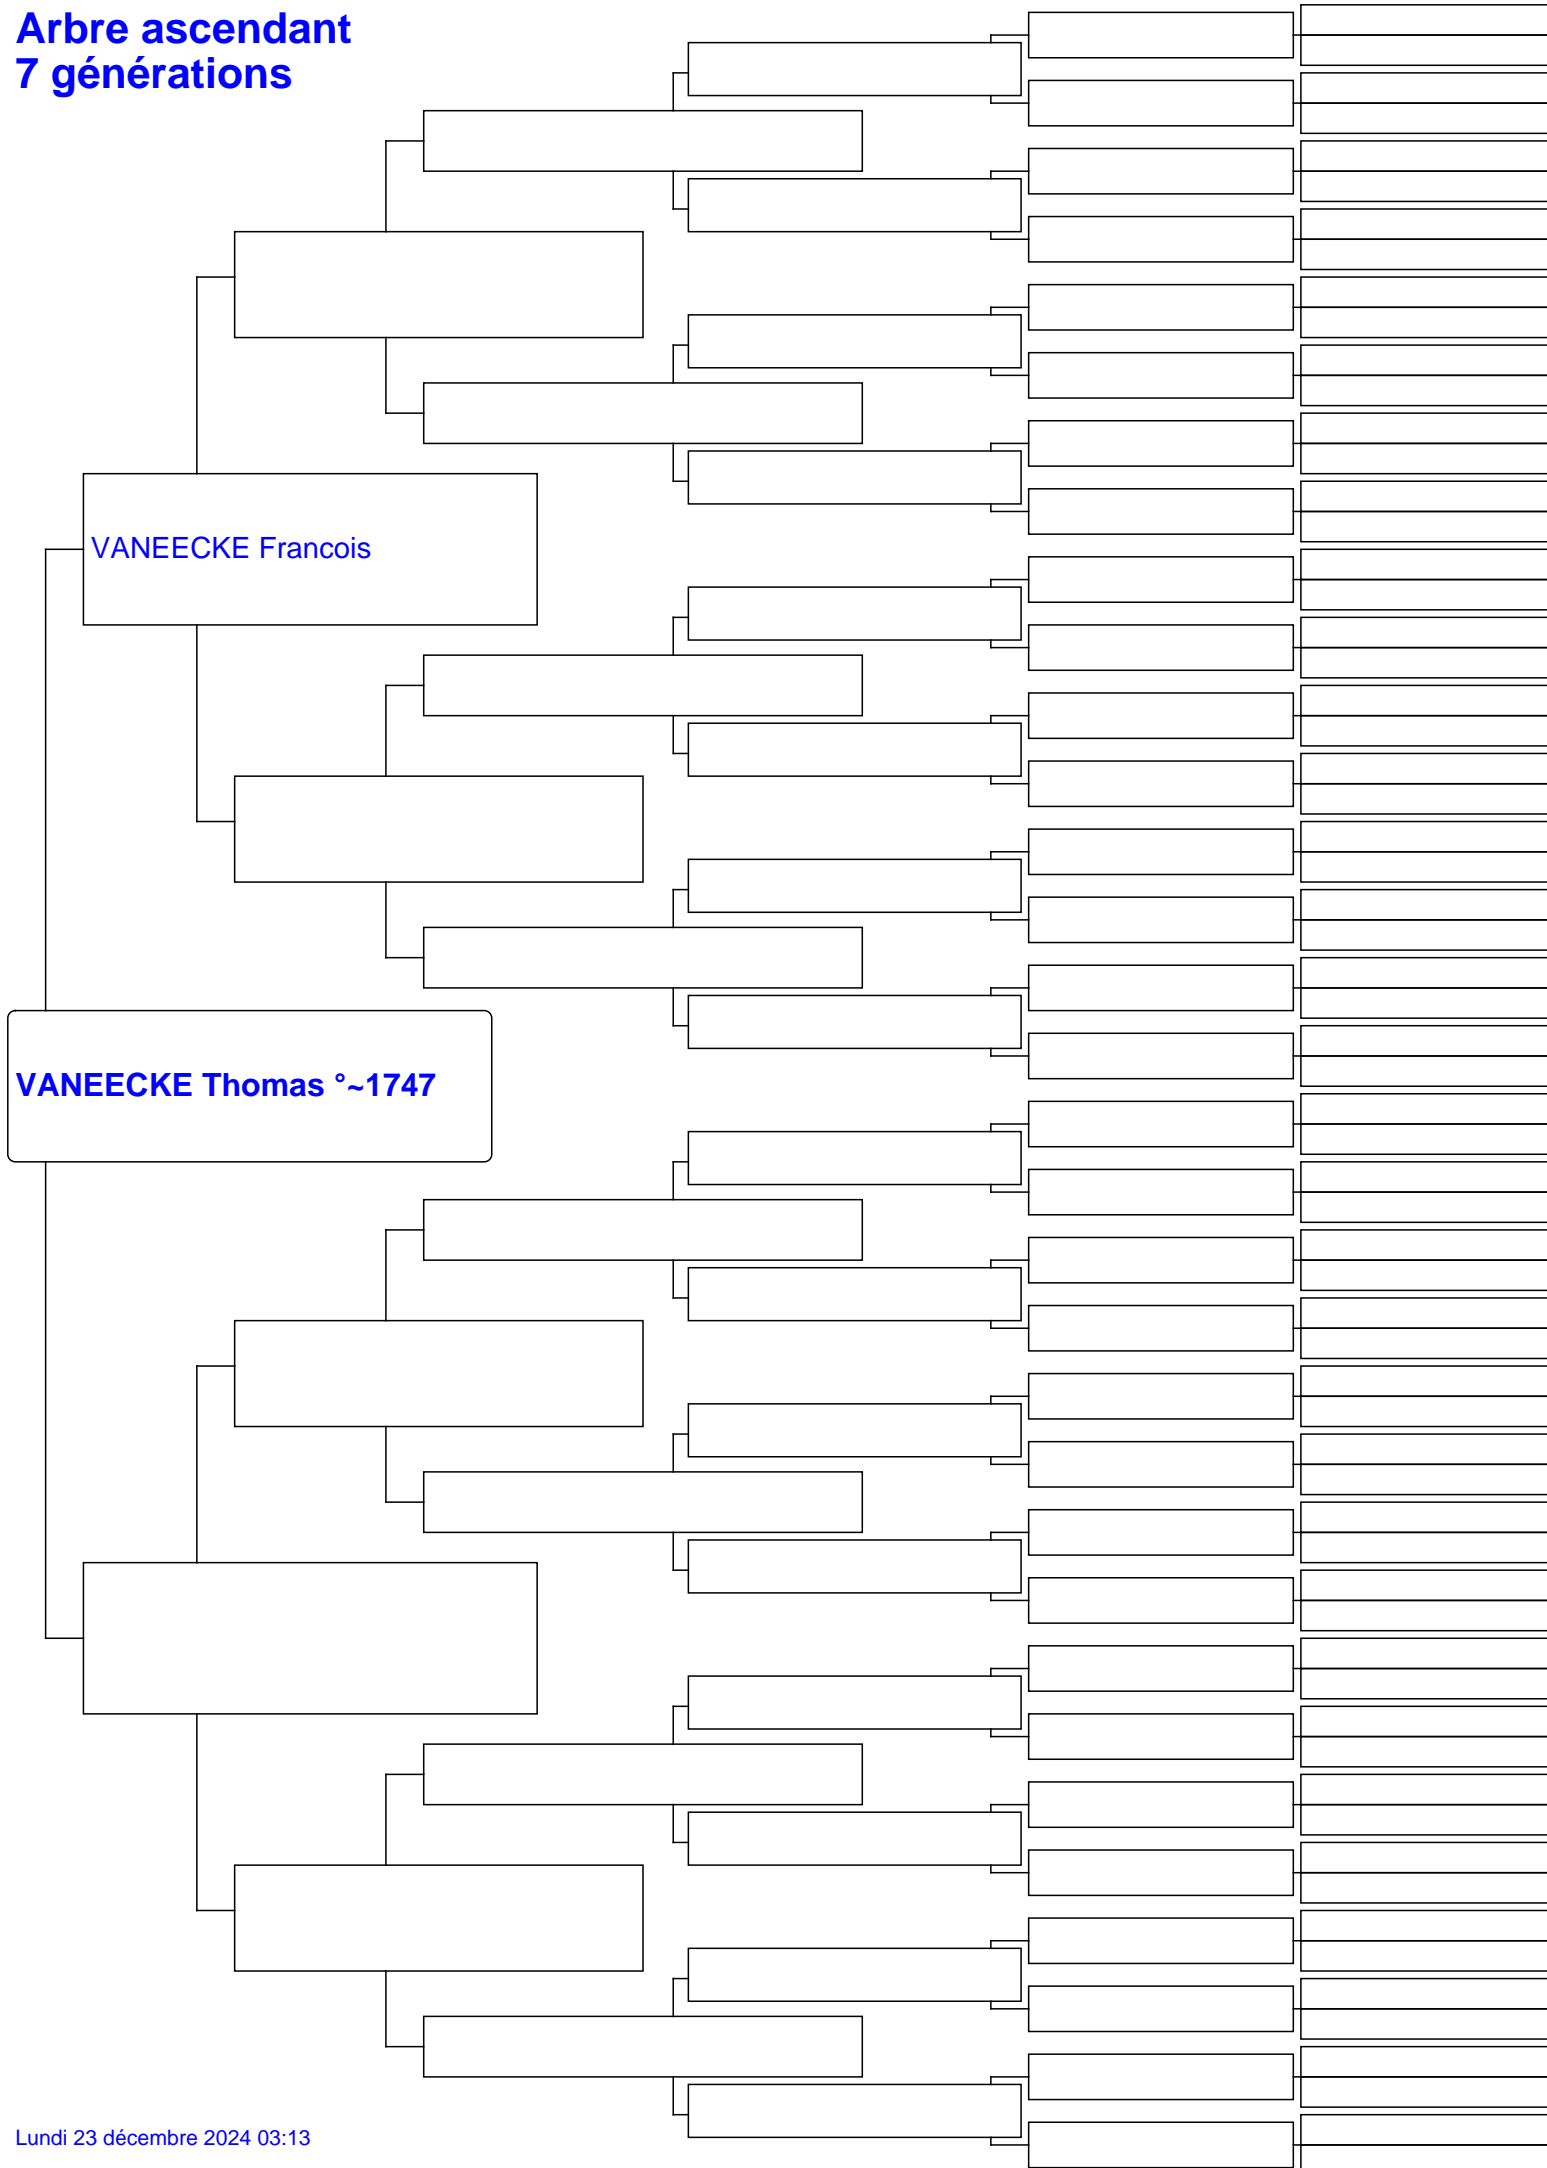 Arbre ascendant
7 générations
VANEECKE Francois
VANEECKE Thomas °~1747
Lundi 23 décembre 2024 03:13